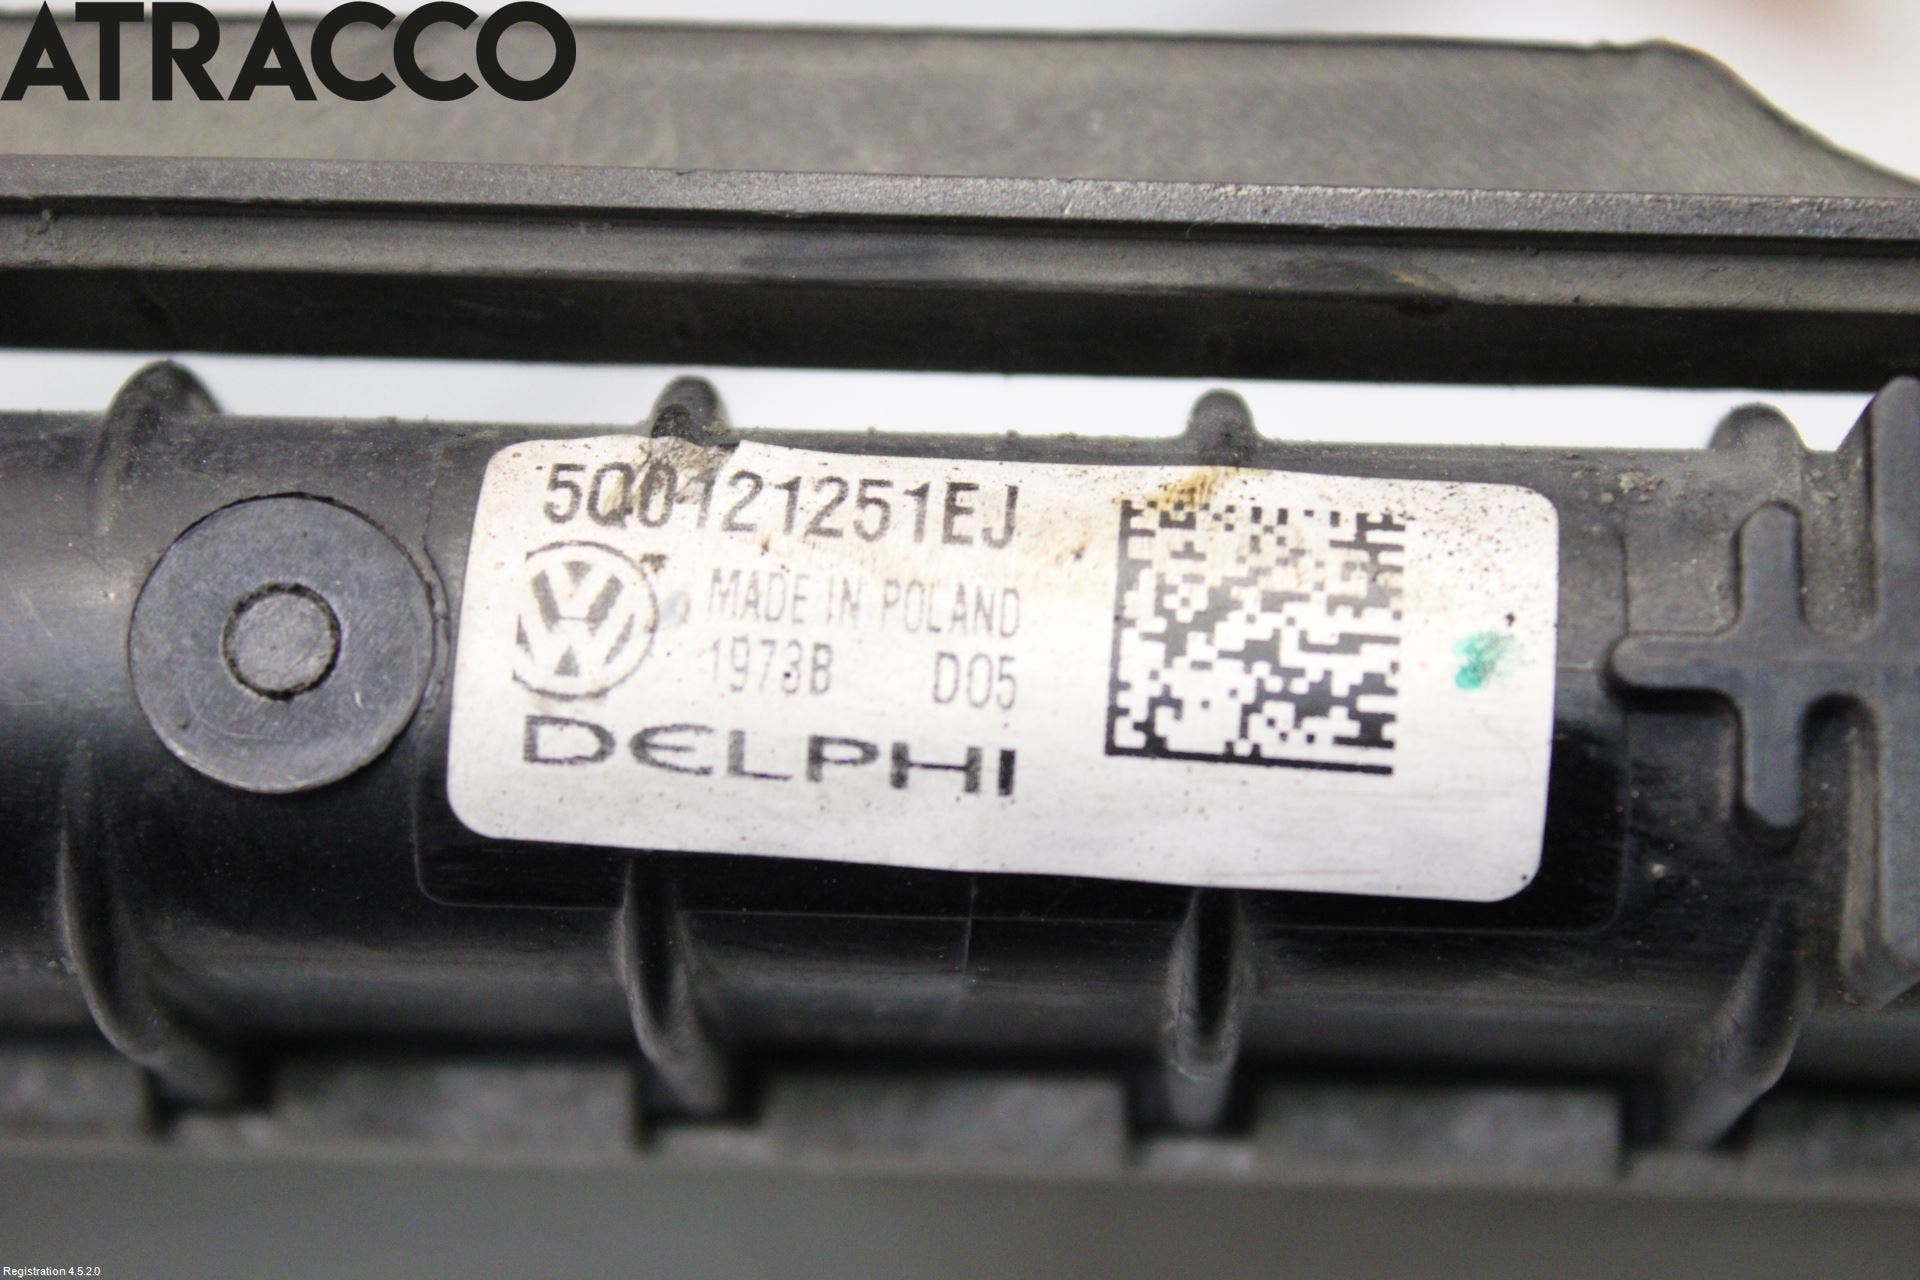 ATRACCO
5Q0121251EJ
MADE IN POLAND
1973B D05
DELPHI
Registration 4.5.2.0